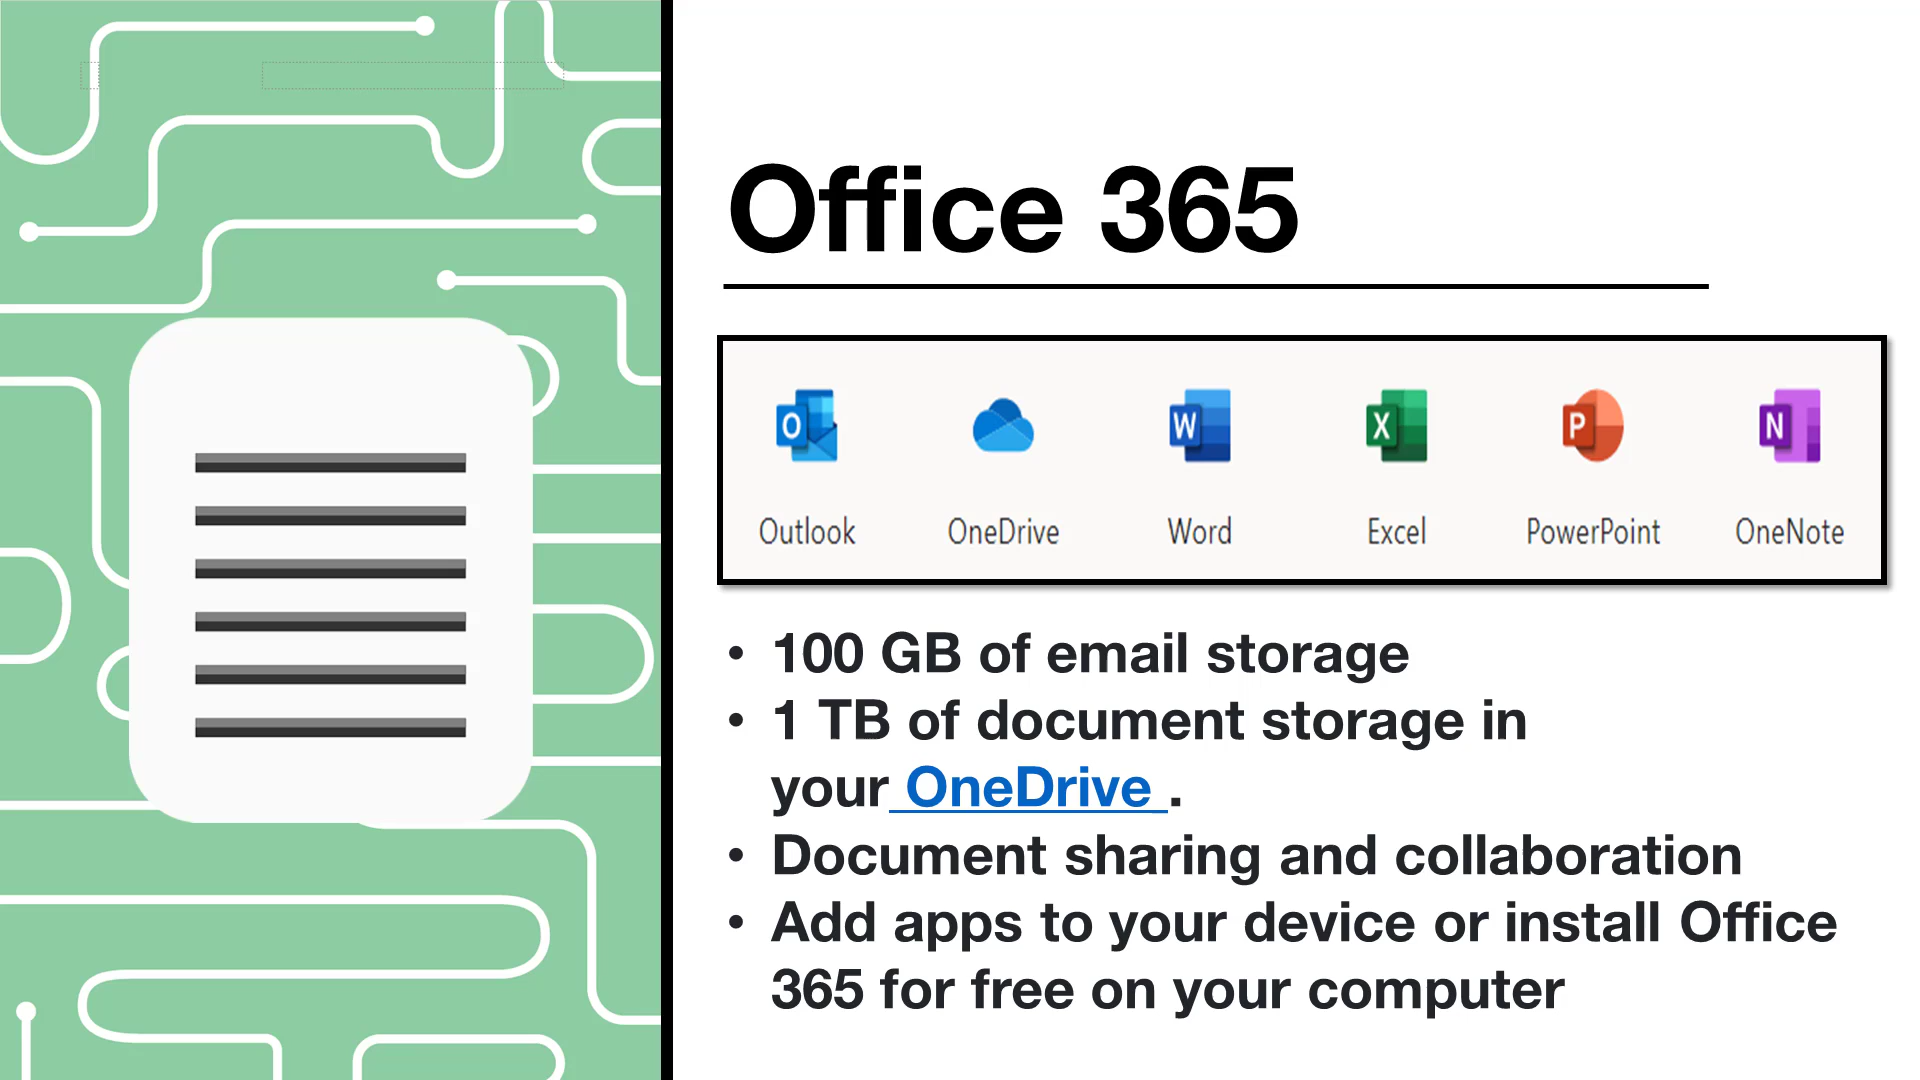 Office 365
O W X P N
Outlook OneDrive Word Excel PowerPoint OneNote
• 100 GB of email storage
• 1 TB of document storage in
your OneDrive .
• Document sharing and collaboration
• Add apps to your device or install Office
365 for free on your computer